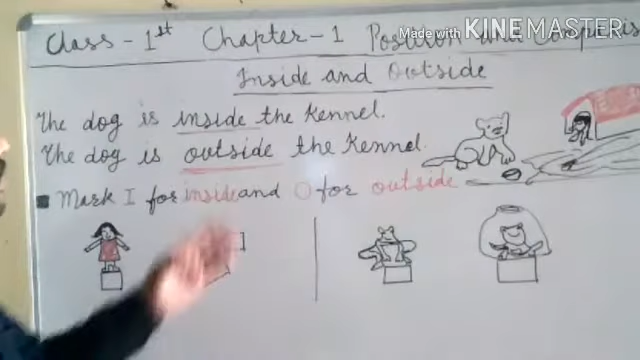 Made with KINEMASTER
Class - 1st Chapter - 1 Position and Comparis
Inside and Outside
The dog is inside the Kennel.
The dog is outside the Kennel.
Mark I for inside and O for outside